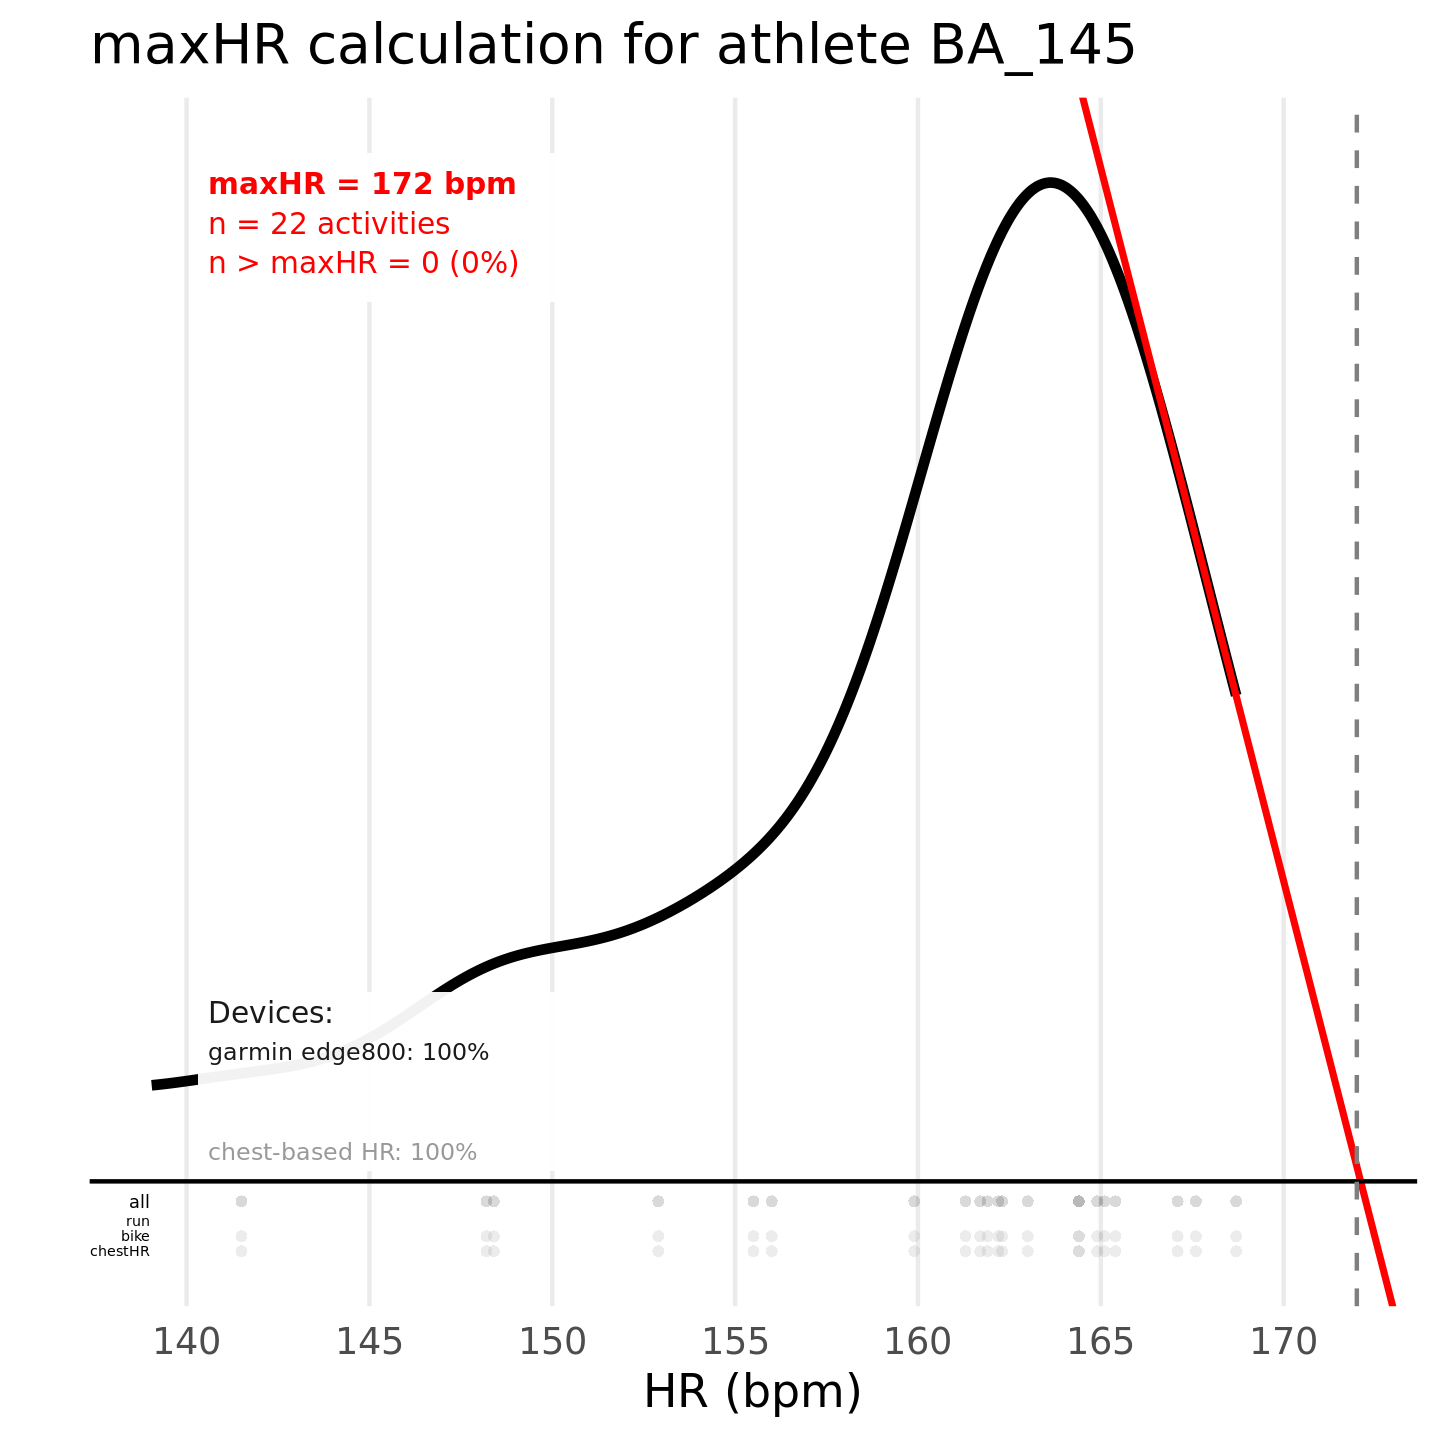 maxHR calculation for athlete BA_145
maxHR = 172 bpm
n = 22 activities
n > maxHR = 0 (0%)
Devices:
garmin edge800: 100%
chest-based HR: 100%
all
run
bike
chestHR
140 145 150 155 160 165 170
HR (bpm)